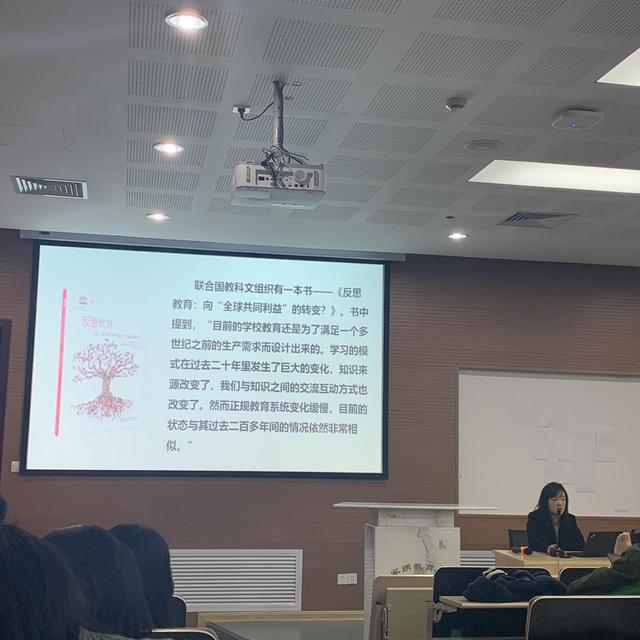 联合国教科文组织有一本书——《反思
教育：向“全球共同利益”的转变？》。书中
提到，“目前的学校教育还是为了满足一个多
世纪之前的生产需求而设计出来的。学习的模
式在过去二十年里发生了巨大的变化，知识来
源改变了，我们与知识之间的交流互动方式也
改变了。然而正规教育系统变化缓慢，目前的
状态与其过去二百多年间的情况依然非常相
似。”
反思教育